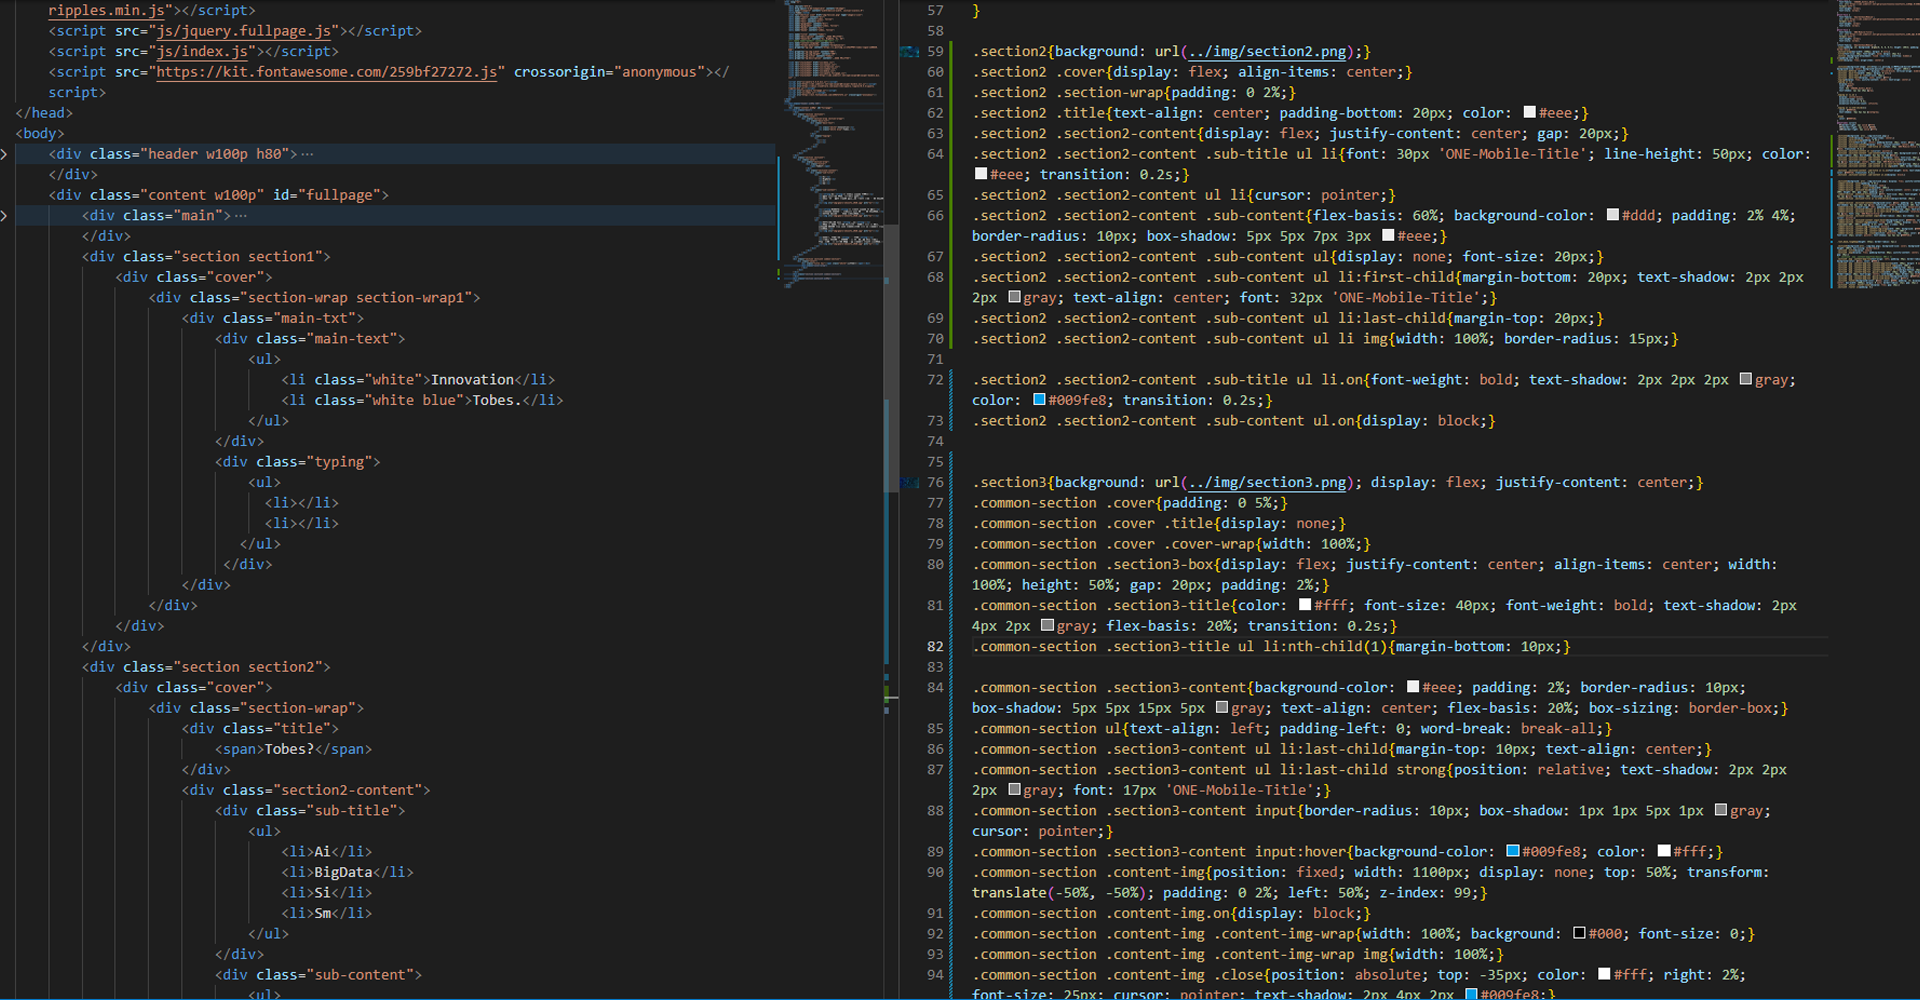 ripples.min.js"></script>
<script src="js/jquery.fullpage.js"></script>
<script src="js/index.js"></script>
<script src="https://kit.fontawesome.com/259bf27272.js" crossorigin="anonymous"></
script>
</head>
<body>
<div class="header w100p h80">⋯
</div>
<div class="content w100p" id="fullpage">
<div class="main">⋯
</div>
<div class="section section1">
<div class="cover">
<div class="section-wrap section-wrap1">
<div class="main-txt">
<div class="main-text">
<ul>
<li class="white">Innovation</li>
<li class="white blue">Tobes.</li>
</ul>
</div>
<div class="typing">
<ul>
<li></li>
<li></li>
</ul>
</div>
</div>
</div>
</div>
</div>
<div class="section section2">
<div class="cover">
<div class="section-wrap">
<div class="title">
<span>Tobes?</span>
</div>
<div class="section2-content">
<div class="sub-title">
<ul>
<li>Ai</li>
<li>BigData</li>
<li>Si</li>
<li>Sm</li>
</ul>
</div>
<div class="sub-content">
<ul>
57 }
58
59 .section2{background: url(../img/section2.png);}
60 .section2 .cover{display: flex; align-items: center;}
61 .section2 .section-wrap{padding: 0 2%;}
62 .section2 .title{text-align: center; padding-bottom: 20px; color: #eee;}
63 .section2 .section2-content{display: flex; justify-content: center; gap: 20px;}
64 .section2 .section2-content .sub-title ul li{font: 30px 'ONE-Mobile-Title'; line-height: 50px; color:
#eee; transition: 0.2s;}
65 .section2 .section2-content ul li{cursor: pointer;}
66 .section2 .section2-content .sub-content{flex-basis: 60%; background-color: #ddd; padding: 2% 4%;
border-radius: 10px; box-shadow: 5px 5px 7px 3px #eee;}
67 .section2 .section2-content .sub-content ul{display: none; font-size: 20px;}
68 .section2 .section2-content .sub-content ul li:first-child{margin-bottom: 20px; text-shadow: 2px 2px
2px gray; text-align: center; font: 32px 'ONE-Mobile-Title';}
69 .section2 .section2-content .sub-content ul li:last-child{margin-top: 20px;}
70 .section2 .section2-content .sub-content ul li img{width: 100%; border-radius: 15px;}
71
72 .section2 .section2-content .sub-title ul li.on{font-weight: bold; text-shadow: 2px 2px 2px gray;
color: #009fe8; transition: 0.2s;}
73 .section2 .section2-content .sub-content ul.on{display: block;}
74
75
76 .section3{background: url(../img/section3.png); display: flex; justify-content: center;}
77 .common-section .cover{padding: 0 5%;}
78 .common-section .cover .title{display: none;}
79 .common-section .cover .cover-wrap{width: 100%;}
80 .common-section .section3-box{display: flex; justify-content: center; align-items: center; width:
100%; height: 50%; gap: 20px; padding: 2%;}
81 .common-section .section3-title{color: #fff; font-size: 40px; font-weight: bold; text-shadow: 2px
4px 2px gray; flex-basis: 20%; transition: 0.2s;}
82 .common-section .section3-title ul li:nth-child(1){margin-bottom: 10px;}
83
84 .common-section .section3-content{background-color: #eee; padding: 2%; border-radius: 10px;
box-shadow: 5px 5px 15px 5px gray; text-align: center; flex-basis: 20%; box-sizing: border-box;}
85 .common-section ul{text-align: left; padding-left: 0; word-break: break-all;}
86 .common-section .section3-content ul li:last-child{margin-top: 10px; text-align: center;}
87 .common-section .section3-content ul li:last-child strong{position: relative; text-shadow: 2px 2px
2px gray; font: 17px 'ONE-Mobile-Title';}
88 .common-section .section3-content input{border-radius: 10px; box-shadow: 1px 1px 5px 1px gray;
cursor: pointer;}
89 .common-section .section3-content input:hover{background-color: #009fe8; color: #fff;}
90 .common-section .content-img{position: fixed; width: 1100px; display: none; top: 50%; transform:
translate(-50%, -50%); padding: 0 2%; left: 50%; z-index: 99;}
91 .common-section .content-img.on{display: block;}
92 .common-section .content-img .content-img-wrap{width: 100%; background: #000; font-size: 0;}
93 .common-section .content-img .content-img-wrap img{width: 100%;}
94 .common-section .content-img .close{position: absolute; top: -35px; color: #fff; right: 2%;
font-size: 25px; cursor: pointer; text-shadow: 2px 4px 2px #009fe8;}